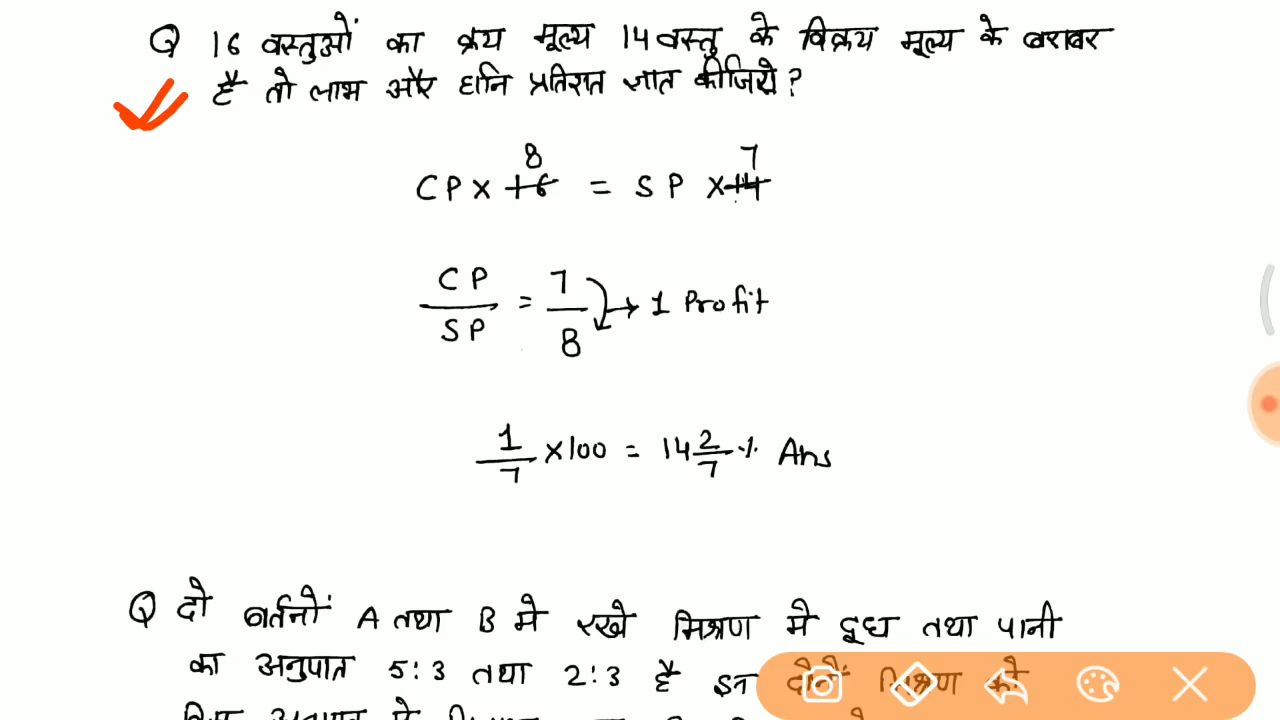 Q 16 वस्तुओं का क्रय मूल्य 14 वस्तु के विक्रय मूल्य के बराबर
है तो लाभ और हानि प्रतिशत ज्ञात कीजिये?
8 7
CP x 16 = SP x 14
CP/SP = 7/8 → 1 Profit
1/7 x 100 = 14 2/7 % Ans
Q दो बर्तनों A तथा B मे रखे मिश्रण मे दूध तथा पानी
का अनुपात 5:3 तथा 2:3 है इन दोनों मिश्रण को